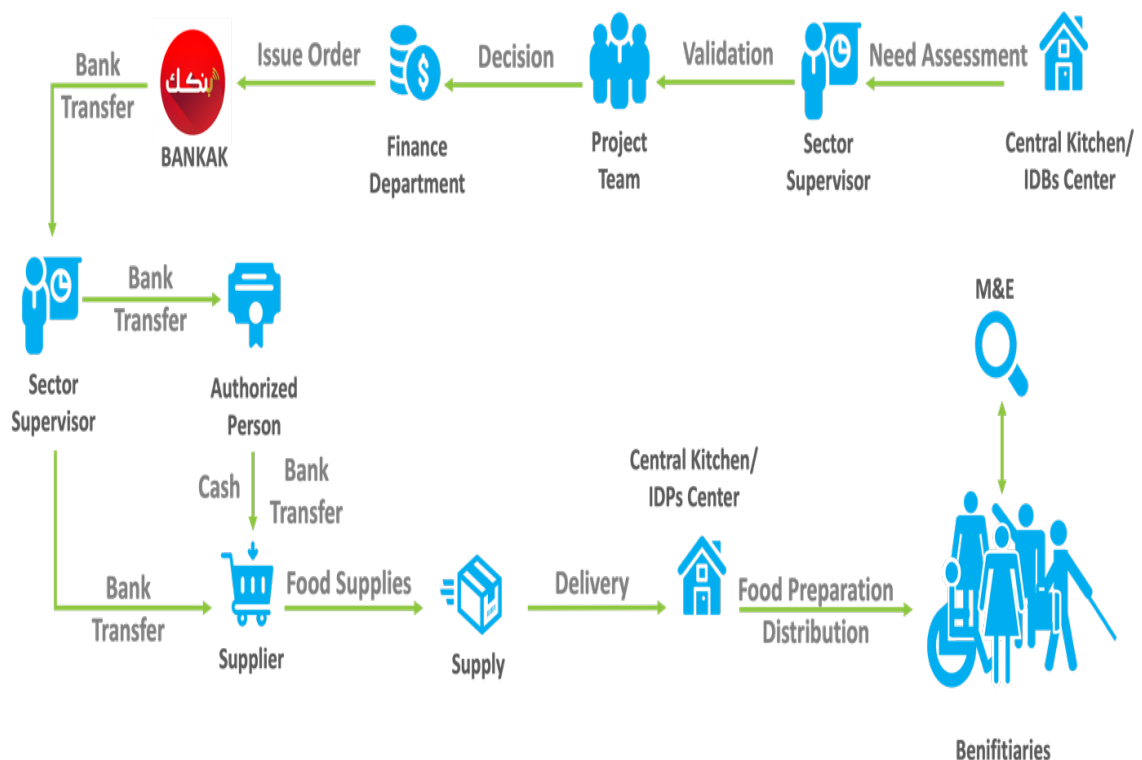 Bank
Transfer
Issue Order
Decision
Validation
Need Assessment
بنكك
BANKAK
Finance
Department
Project
Team
Sector
Supervisor
Central Kitchen/
IDBs Center
Sector
Supervisor
Bank
Transfer
Authorized
Person
M&E
Cash
Bank
Transfer
Central Kitchen/
IDPs Center
Bank
Transfer
Supplier
Food Supplies
Supply
Delivery
Food Preparation
Distribution
Benifitiaries